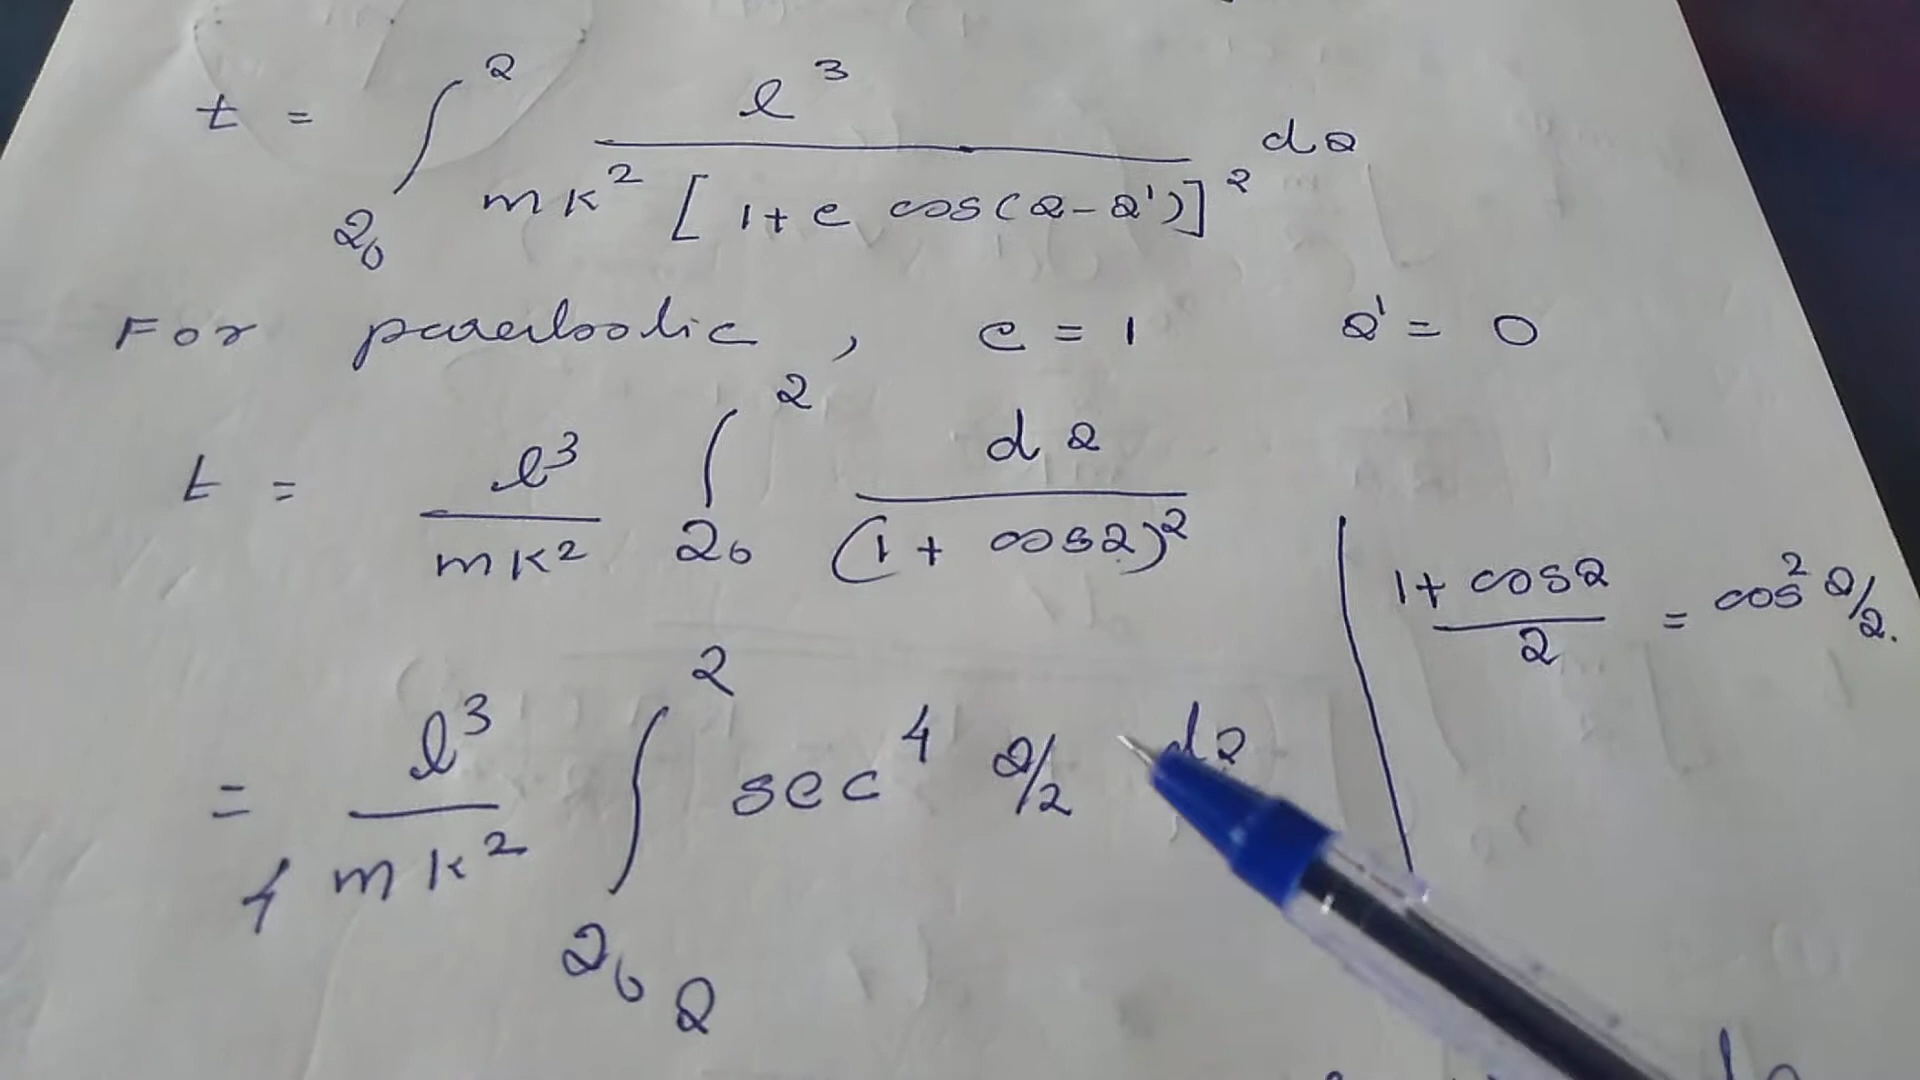 t = ∫_{θ₀}^{θ} l³ / mk² [1 + e cos(θ - θ')]² dθ
For parabolic , e = 1 θ' = 0
t = l³/mk² ∫_{θ₀}^{θ} dθ / (1 + cosθ)²
(1 + cosθ)/2 = cos² θ/2.
= l³ / 4mk² ∫_{θ₀}^{θ} sec⁴ θ/2 dθ
θ